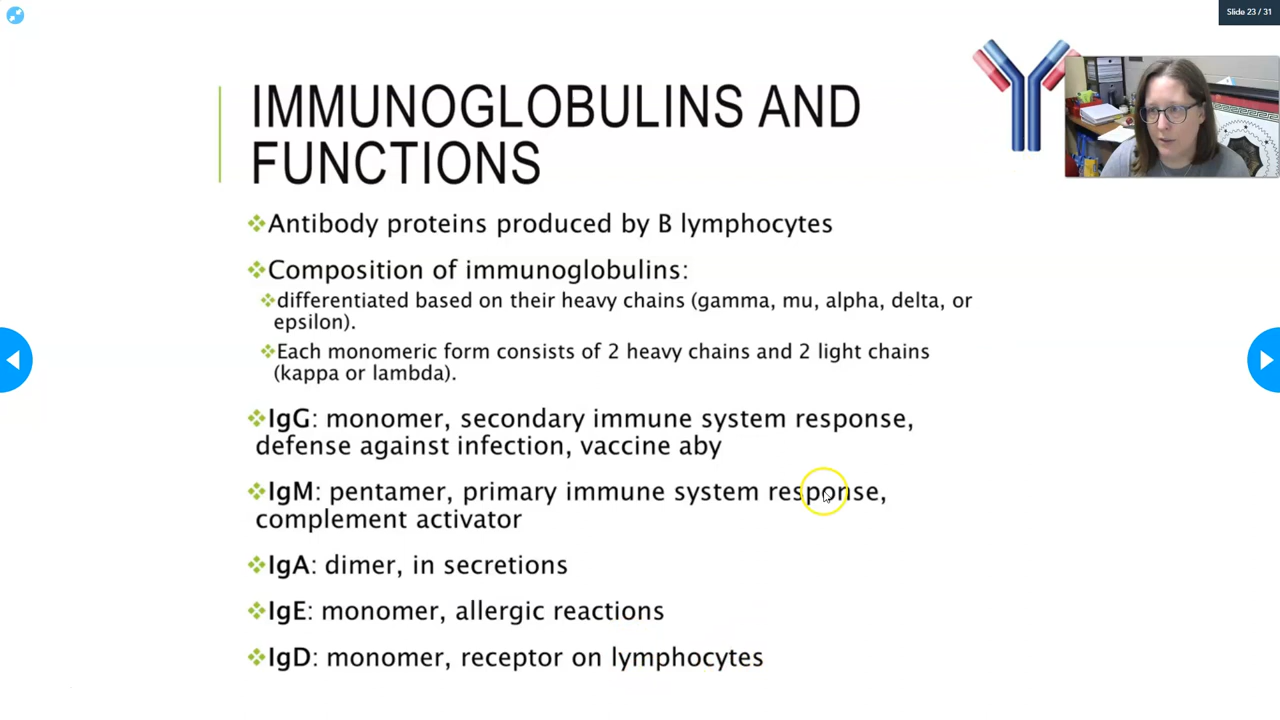 Slide 23 / 31
IMMUNOGLOBULINS AND
FUNCTIONS
Antibody proteins produced by B lymphocytes
Composition of immunoglobulins:
differentiated based on their heavy chains (gamma, mu, alpha, delta, or
epsilon).
Each monomeric form consists of 2 heavy chains and 2 light chains
(kappa or lambda).
IgG: monomer, secondary immune system response,
defense against infection, vaccine aby
IgM: pentamer, primary immune system response,
complement activator
IgA: dimer, in secretions
IgE: monomer, allergic reactions
IgD: monomer, receptor on lymphocytes